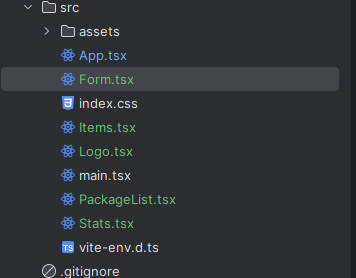 src
assets
App.tsx
Form.tsx
index.css
Items.tsx
Logo.tsx
main.tsx
PackageList.tsx
Stats.tsx
TS vite-env.d.ts
.gitignore